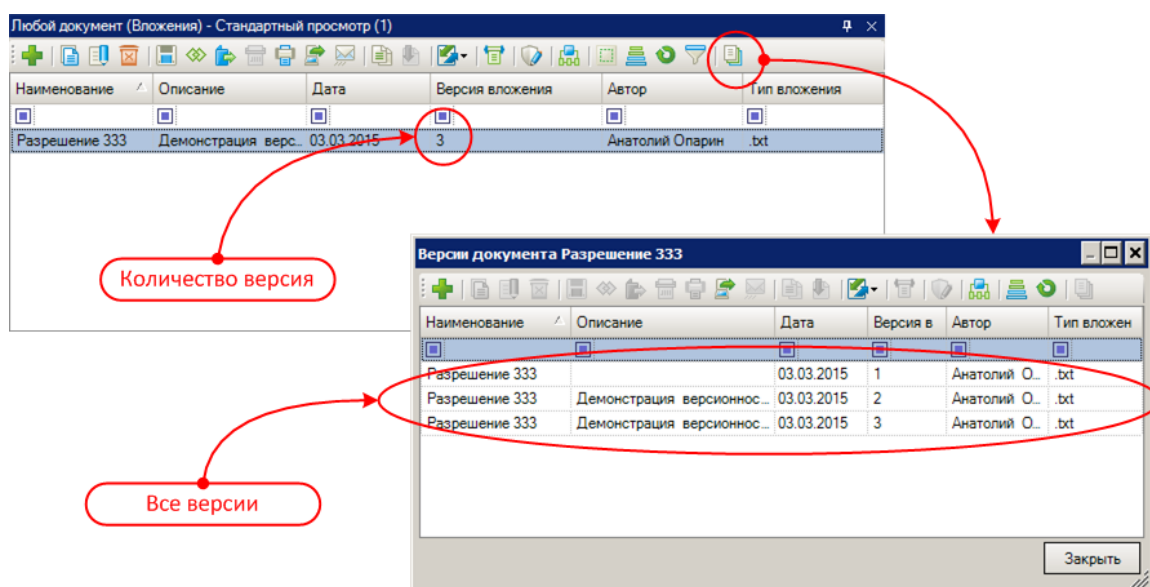 Любой документ (Вложения) - Стандартный просмотр (1)
Наименование Описание Дата Версия вложения Автор Тип вложения
Разрешение 333 Демонстрация верс... 03.03.2015 3 Анатолий Опарин .txt
Количество версия
Версии документа Разрешение 333
Наименование Описание Дата Версия в Автор Тип вложен
Разрешение 333 03.03.2015 1 Анатолий О... .txt
Разрешение 333 Демонстрация версионнос... 03.03.2015 2 Анатолий О... .txt
Разрешение 333 Демонстрация версионнос... 03.03.2015 3 Анатолий О... .txt
Все версии
Закрыть